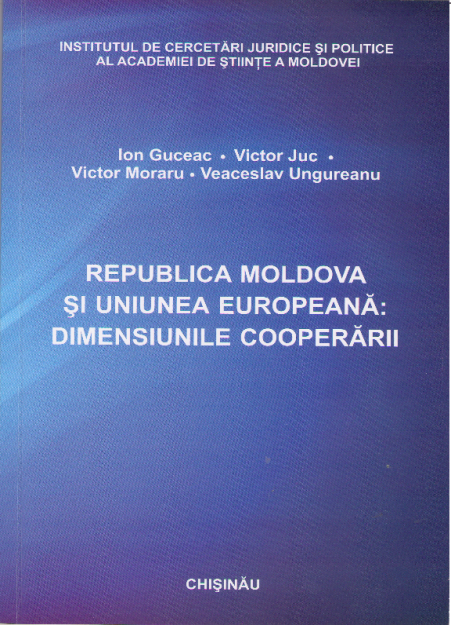 INSTITUTUL DE CERCETĂRI JURIDICE ŞI POLITICE
AL ACADEMIEI DE ŞTIINŢE A MOLDOVEI
Ion Guceac • Victor Juc •
Victor Moraru • Veaceslav Ungureanu
REPUBLICA MOLDOVA
ŞI UNIUNEA EUROPEANĂ:
DIMENSIUNILE COOPERĂRII
CHIŞINĂU